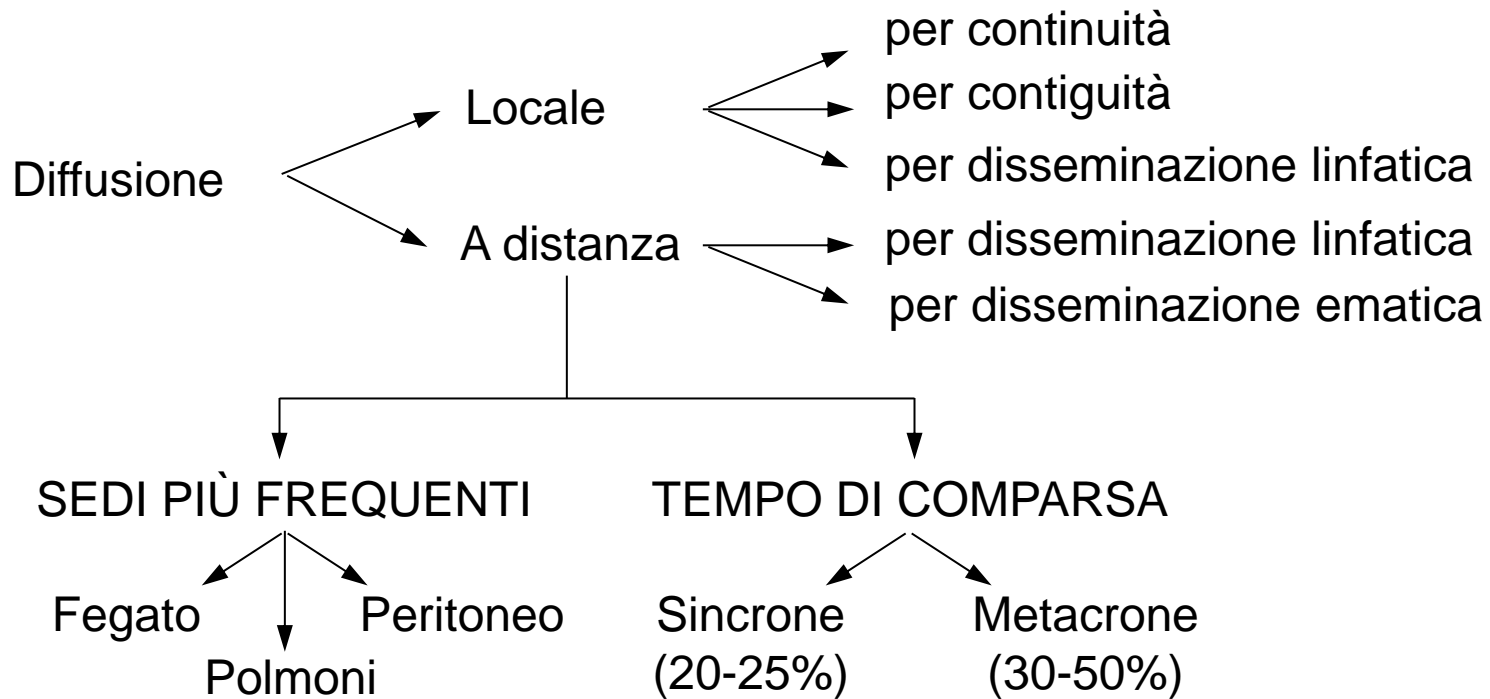 per continuità
Locale
per contiguità
Diffusione
per disseminazione linfatica
A distanza
per disseminazione linfatica
per disseminazione ematica
SEDI PIÙ FREQUENTI
TEMPO DI COMPARSA
Fegato
Peritoneo
Polmoni
Sincrone
(20-25%)
Metacrone
(30-50%)